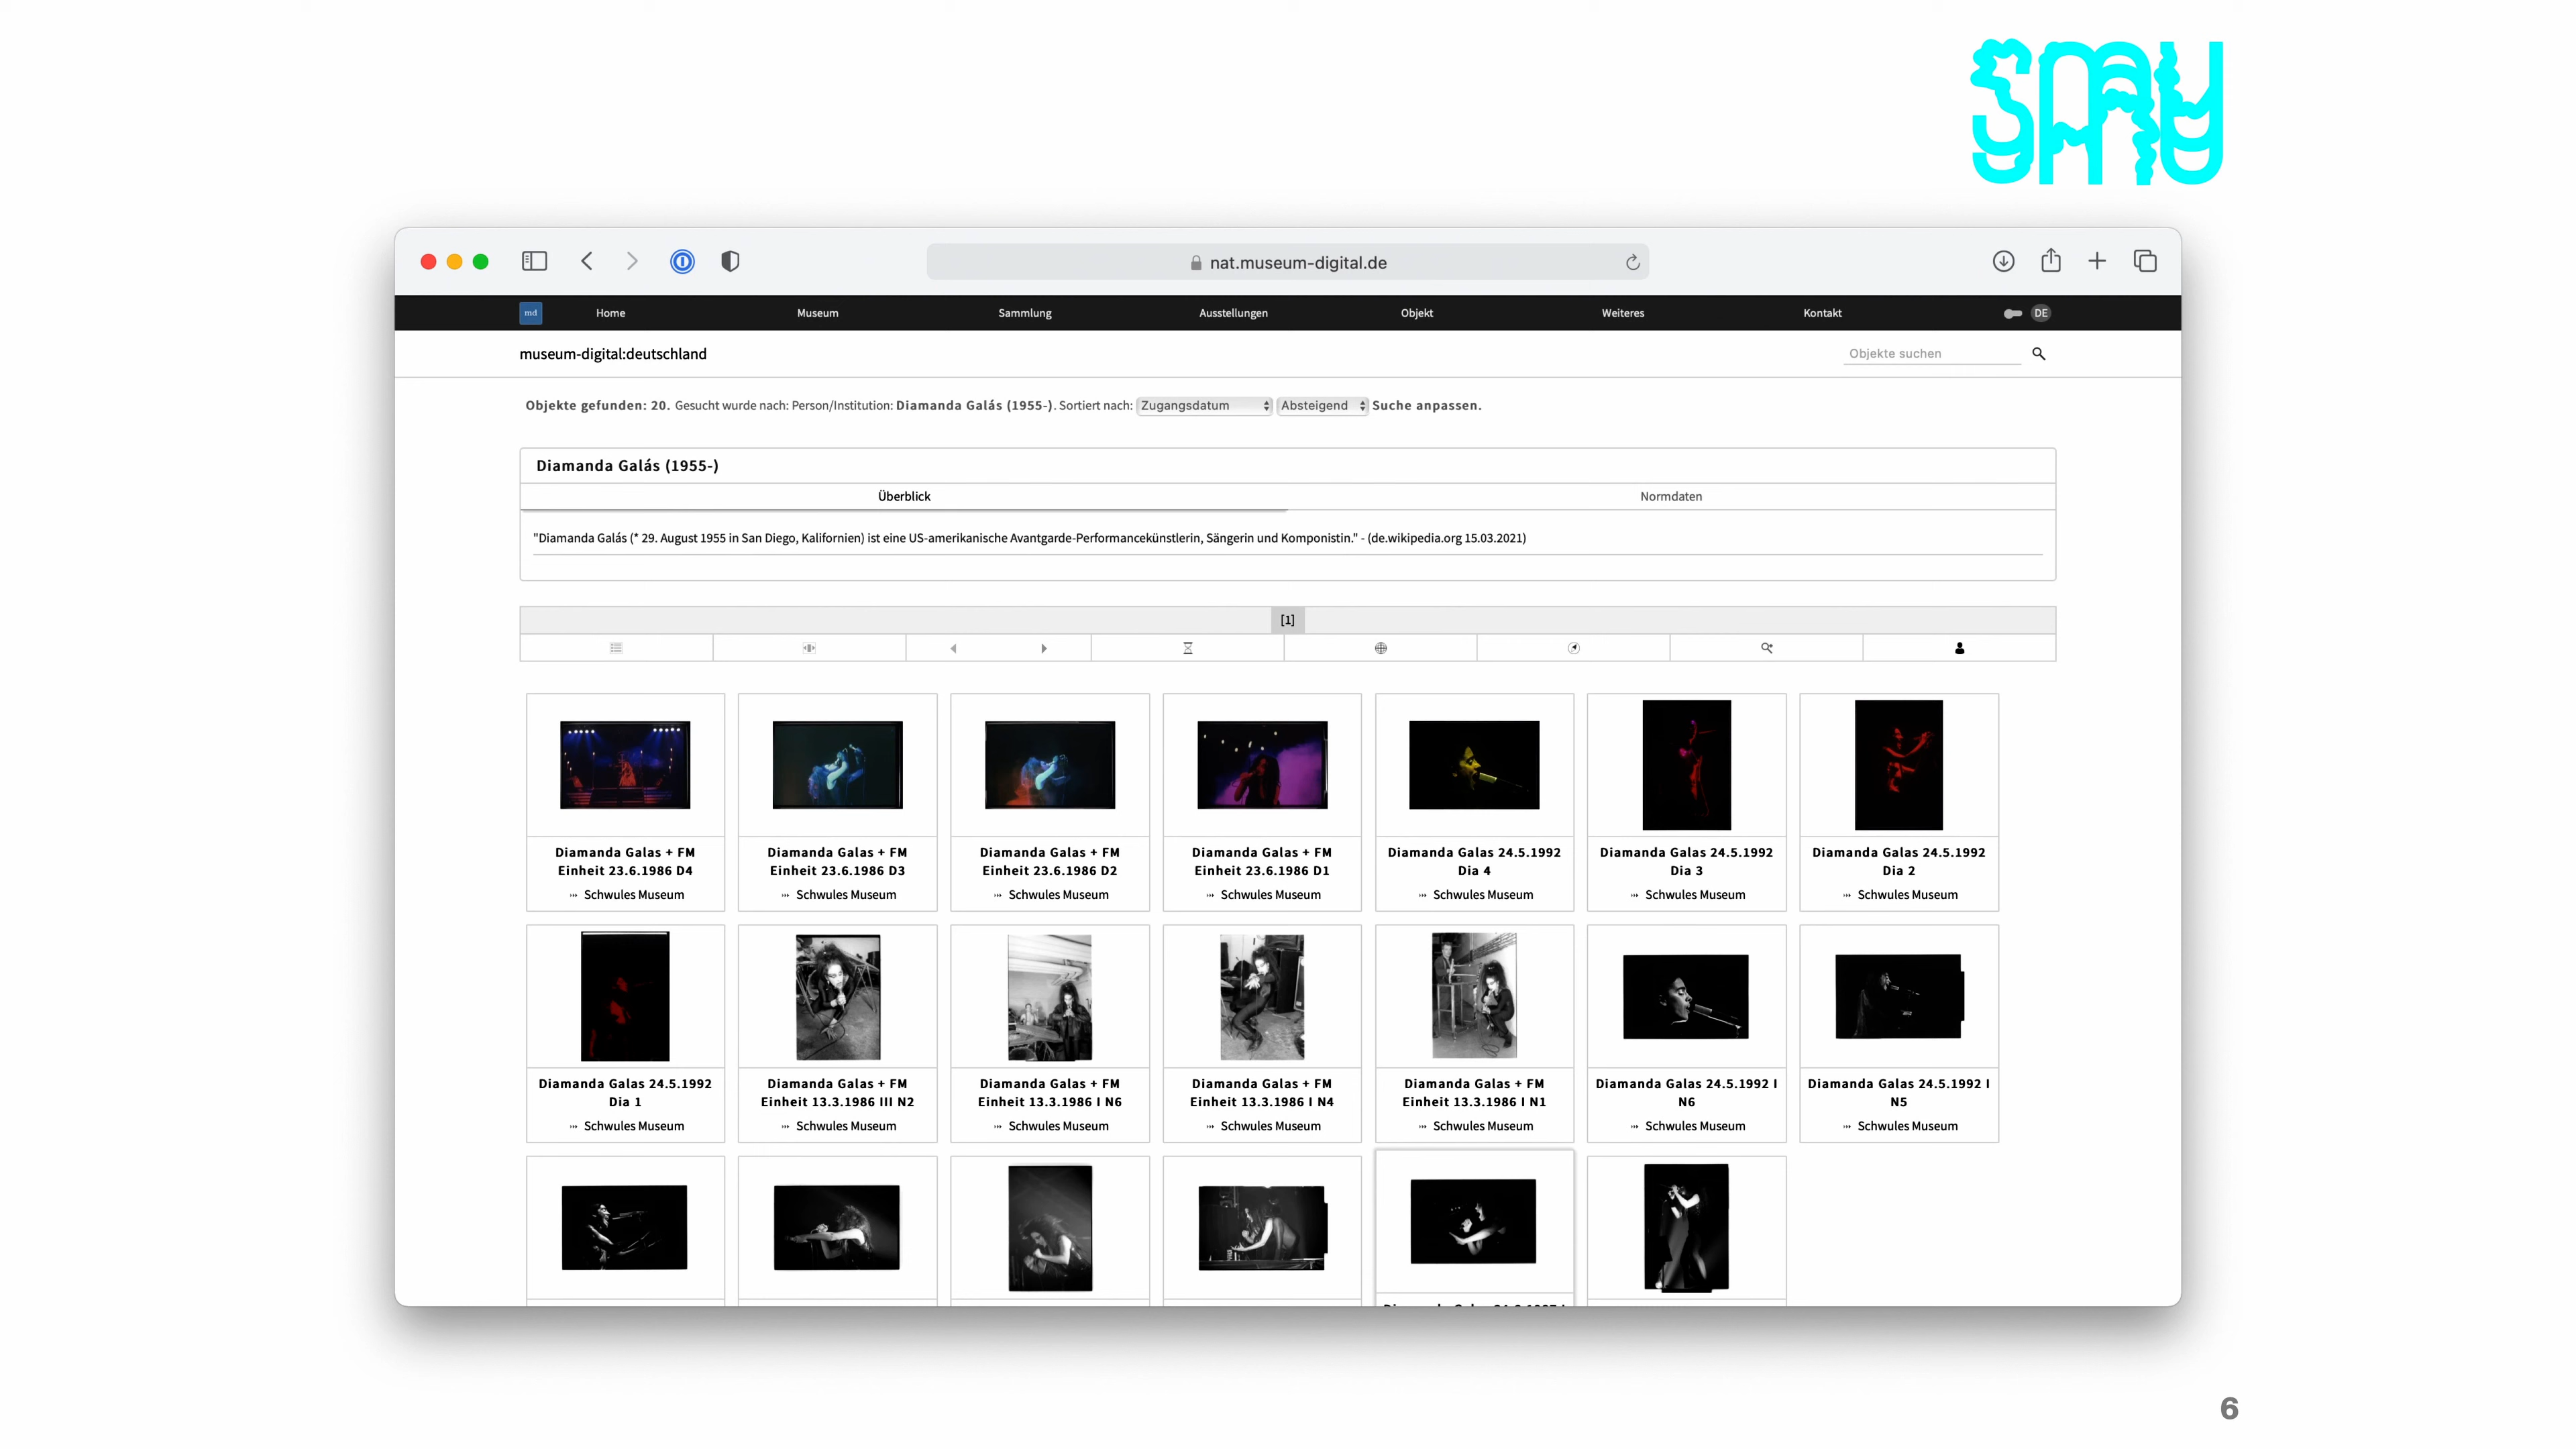 nat.museum-digital.de
md Home Museum Sammlung Ausstellungen Objekt Weiteres Kontakt DE
museum-digital:deutschland Objekte suchen
Objekte gefunden: 20. Gesucht wurde nach: Person/Institution: Diamanda Galás (1955-). Sortiert nach: Zugangsdatum Absteigend Suche anpassen.
Diamanda Galás (1955-)
Überblick Normdaten
"Diamanda Galás (* 29. August 1955 in San Diego, Kalifornien) ist eine US-amerikanische Avantgarde-Performancekünstlerin, Sängerin und Komponistin." - (de.wikipedia.org 15.03.2021)
[1]
Diamanda Galas + FM
Einheit 23.6.1986 D4
Schwules Museum
Diamanda Galas + FM
Einheit 23.6.1986 D3
Schwules Museum
Diamanda Galas + FM
Einheit 23.6.1986 D2
Schwules Museum
Diamanda Galas + FM
Einheit 23.6.1986 D1
Schwules Museum
Diamanda Galas 24.5.1992
Dia 4
Schwules Museum
Diamanda Galas 24.5.1992
Dia 3
Schwules Museum
Diamanda Galas 24.5.1992
Dia 2
Schwules Museum
Diamanda Galas 24.5.1992
Dia 1
Schwules Museum
Diamanda Galas + FM
Einheit 13.3.1986 III N2
Schwules Museum
Diamanda Galas + FM
Einheit 13.3.1986 I N6
Schwules Museum
Diamanda Galas + FM
Einheit 13.3.1986 I N4
Schwules Museum
Diamanda Galas + FM
Einheit 13.3.1986 I N1
Schwules Museum
Diamanda Galas 24.5.1992 I
N6
Schwules Museum
Diamanda Galas 24.5.1992 I
N5
Schwules Museum
6